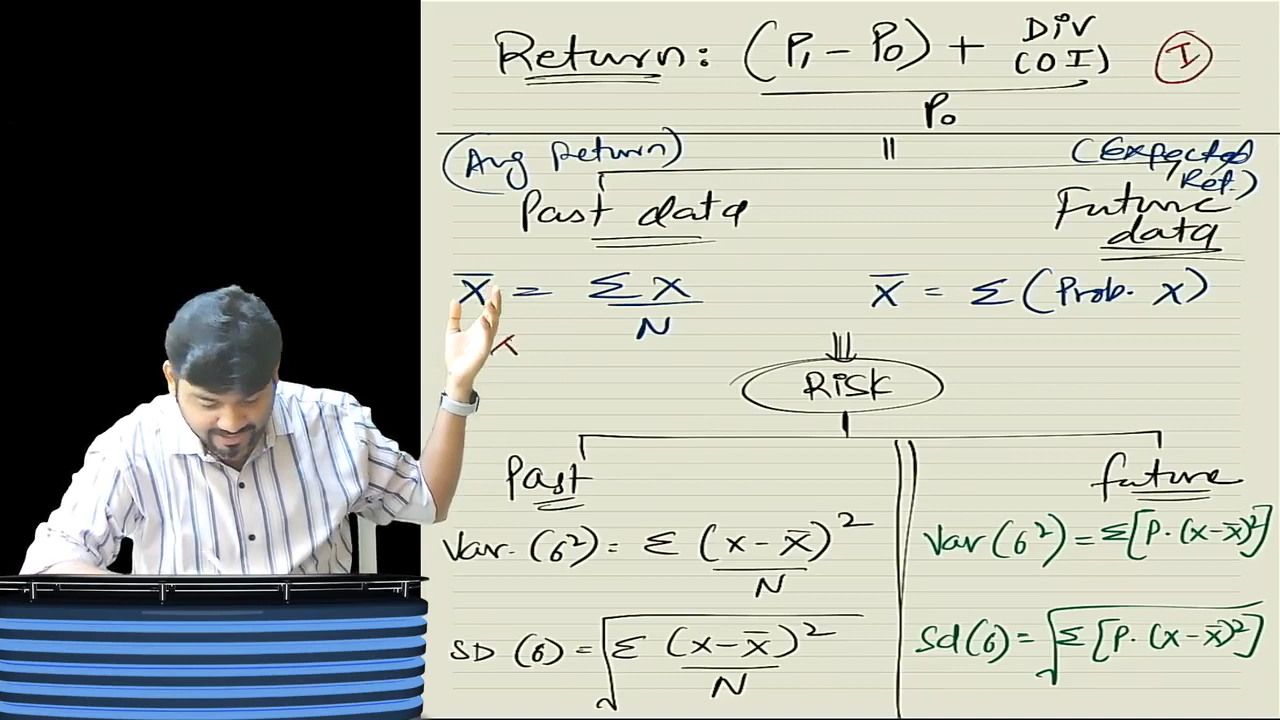 Return: (P₁ - P₀) + DiV (OI) I
P₀
(Avg Return) (Expected Ret.)
Past data Future data
X̄ = Σ X / N X̄ = Σ (Prob. X)
Risk
Past future
Var. (σ²) = Σ (x - x̄)² / N Var (σ²) = Σ [P. (x - x̄)²]
SD (σ) = √ Σ (x - x̄)² / N Sd (σ) = √ Σ [P. (x - x̄)²]